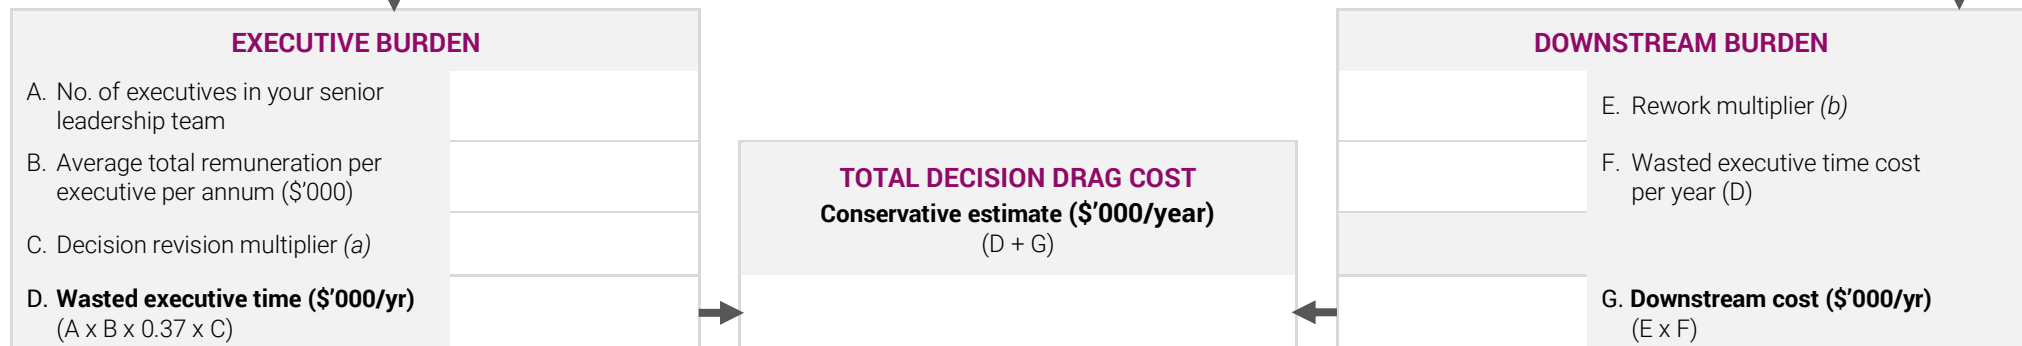 EXECUTIVE BURDEN
A. No. of executives in your senior
leadership team
B. Average total remuneration per
executive per annum ($'000)
C. Decision revision multiplier (a)
D. Wasted executive time ($'000/yr)
(A x B x 0.37 x C)
TOTAL DECISION DRAG COST
Conservative estimate ($'000/year)
(D + G)
DOWNSTREAM BURDEN
E. Rework multiplier (b)
F. Wasted executive time cost
per year (D)
G. Downstream cost ($'000/yr)
(E x F)